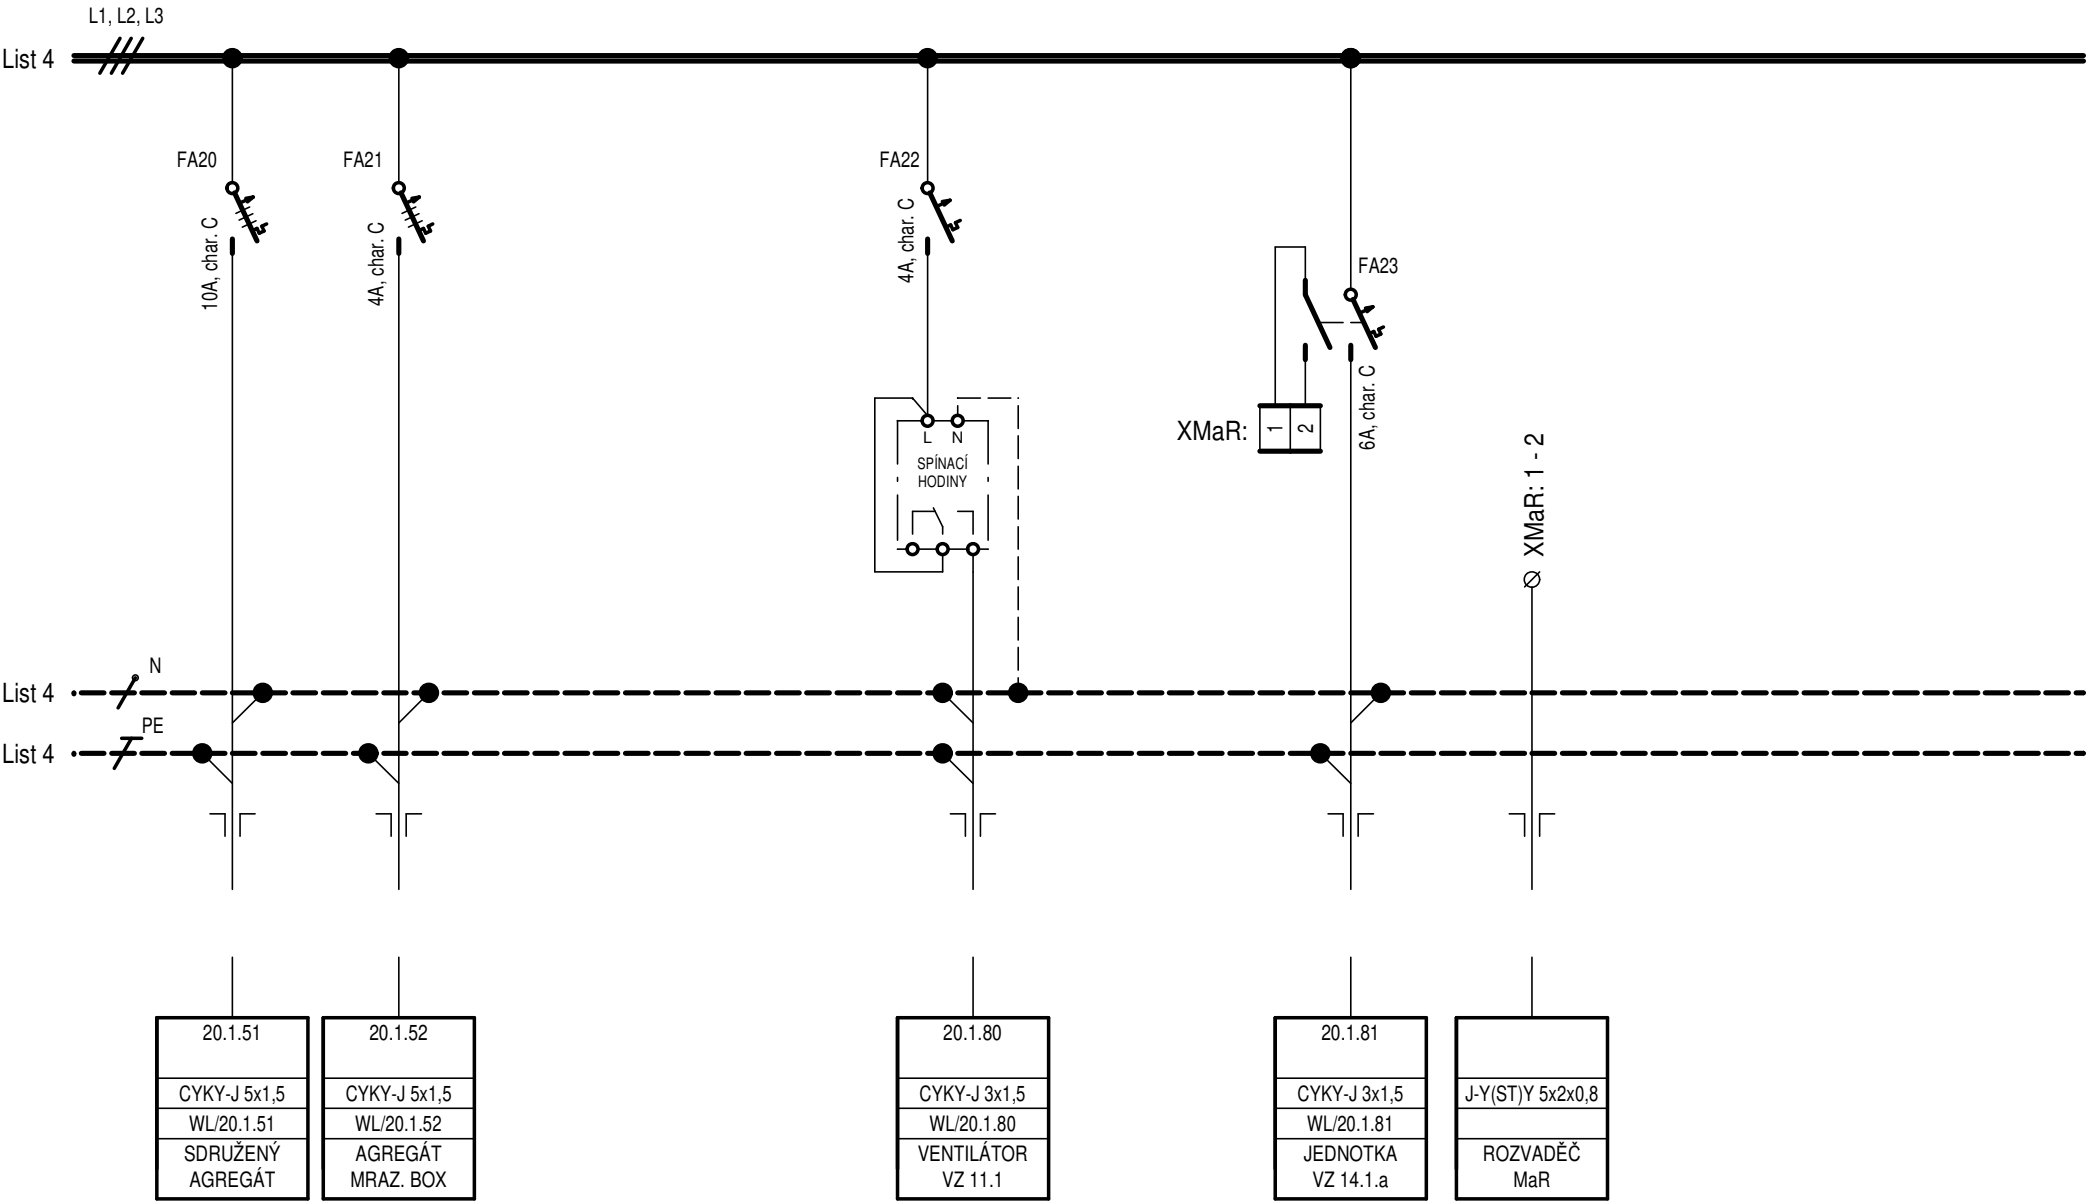 L1, L2, L3
List 4
FA20
FA21
FA22
10A, char. C
4A, char. C
4A, char. C
FA23
6A, char. C
XMaR:
1
2
L
N
SPÍNACÍ
HODINY
XMaR: 1 - 2
N
List 4
PE
List 4
20.1.51
CYKY-J 5x1,5
WL/20.1.51
SDRUŽENÝ
AGREGÁT
20.1.52
CYKY-J 5x1,5
WL/20.1.52
AGREGÁT
MRAZ. BOX
20.1.80
CYKY-J 3x1,5
WL/20.1.80
VENTILÁTOR
VZ 11.1
20.1.81
CYKY-J 3x1,5
WL/20.1.81
JEDNOTKA
VZ 14.1.a
J-Y(ST)Y 5x2x0,8
ROZVADĚČ
MaR